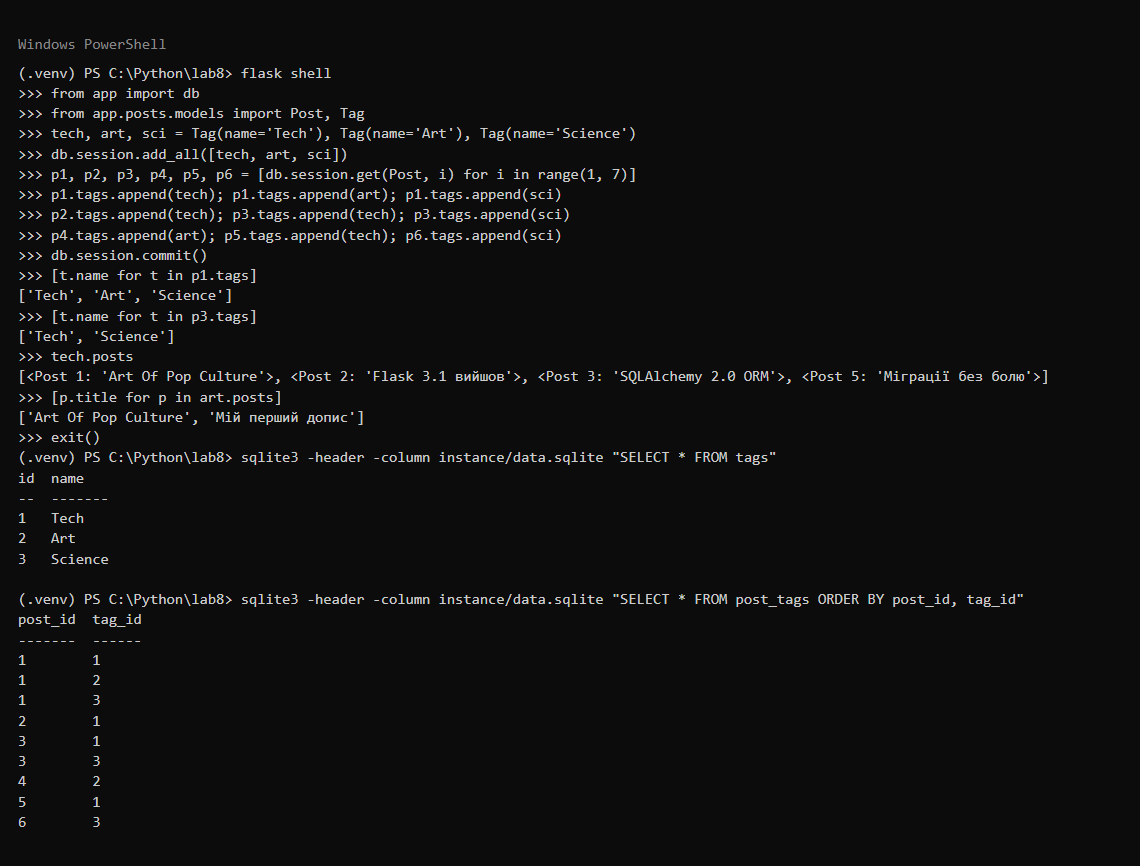 Windows PowerShell
(.venv) PS C:\Python\lab8> flask shell
>>> from app import db
>>> from app.posts.models import Post, Tag
>>> tech, art, sci = Tag(name='Tech'), Tag(name='Art'), Tag(name='Science')
>>> db.session.add_all([tech, art, sci])
>>> p1, p2, p3, p4, p5, p6 = [db.session.get(Post, i) for i in range(1, 7)]
>>> p1.tags.append(tech); p1.tags.append(art); p1.tags.append(sci)
>>> p2.tags.append(tech); p3.tags.append(tech); p3.tags.append(sci)
>>> p4.tags.append(art); p5.tags.append(tech); p6.tags.append(sci)
>>> db.session.commit()
>>> [t.name for t in p1.tags]
['Tech', 'Art', 'Science']
>>> [t.name for t in p3.tags]
['Tech', 'Science']
>>> tech.posts
[<Post 1: 'Art Of Pop Culture'>, <Post 2: 'Flask 3.1 вийшов'>, <Post 3: 'SQLAlchemy 2.0 ORM'>, <Post 5: 'Міграції без болю'>]
>>> [p.title for p in art.posts]
['Art Of Pop Culture', 'Мій перший допис']
>>> exit()
(.venv) PS C:\Python\lab8> sqlite3 -header -column instance/data.sqlite "SELECT * FROM tags"
id  name
--  -------
1   Tech
2   Art
3   Science
(.venv) PS C:\Python\lab8> sqlite3 -header -column instance/data.sqlite "SELECT * FROM post_tags ORDER BY post_id, tag_id"
post_id  tag_id
-------  ------
1        1
1        2
1        3
2        1
3        1
3        3
4        2
5        1
6        3